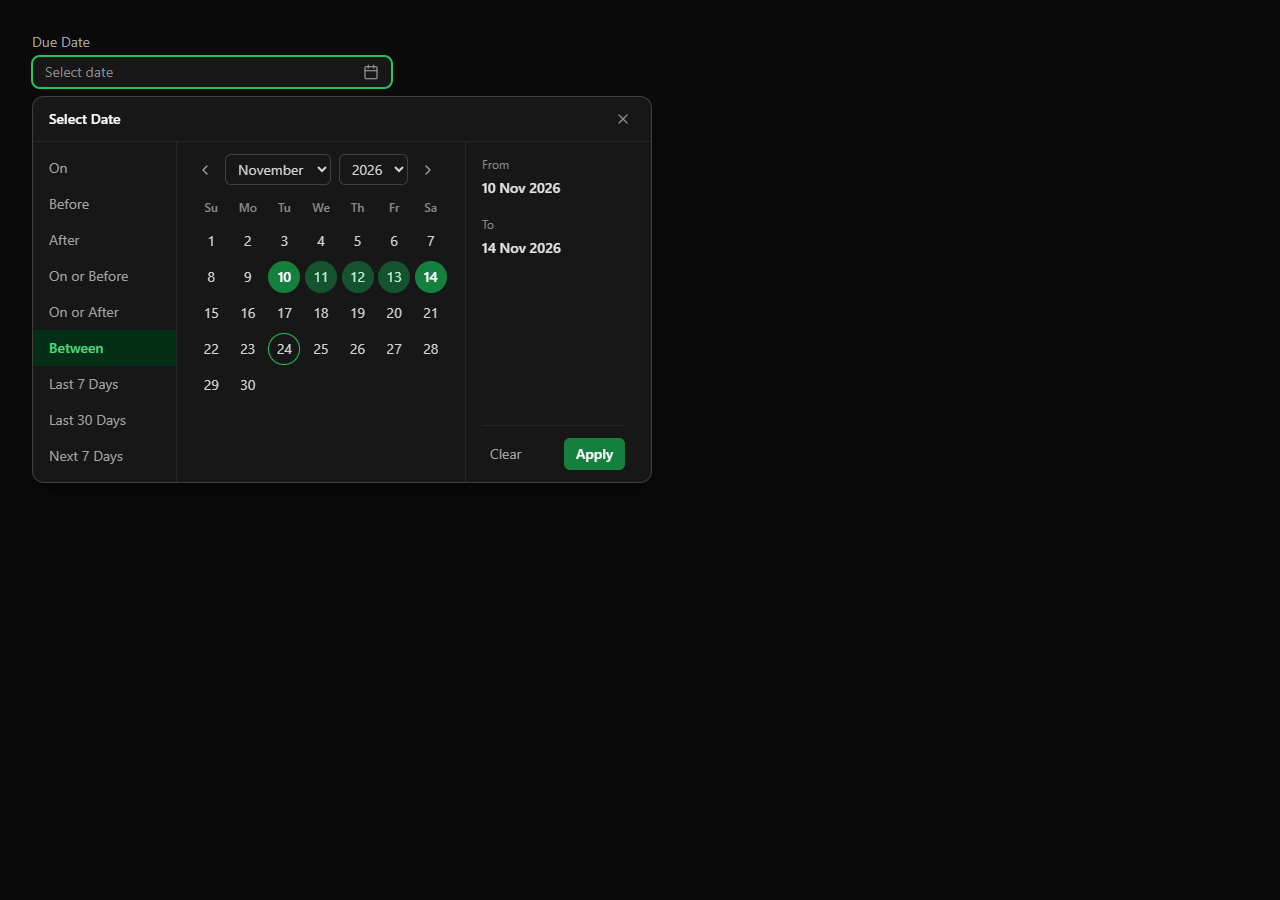 Due Date
Select date
Select Date
On
Before
After
On or Before
On or After
Between
Last 7 Days
Last 30 Days
Next 7 Days
November 2026
Su Mo Tu We Th Fr Sa
1 2 3 4 5 6 7
8 9 10 11 12 13 14
15 16 17 18 19 20 21
22 23 24 25 26 27 28
29 30
From
10 Nov 2026
To
14 Nov 2026
Clear Apply